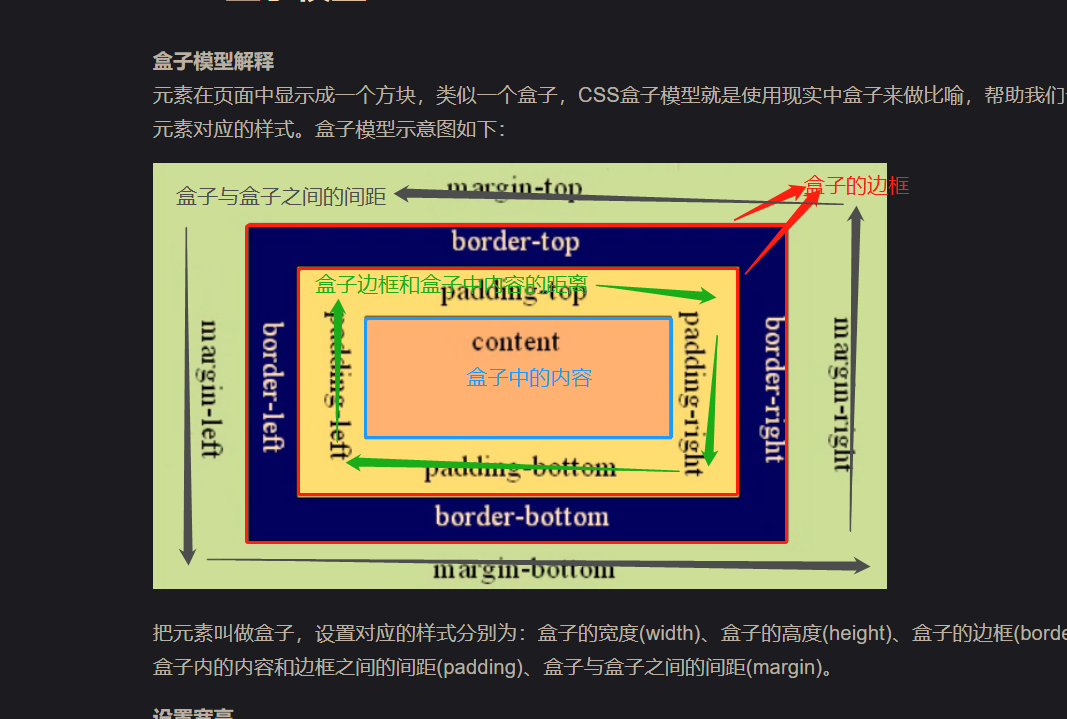 盒子模型解释
元素在页面中显示成一个方块，类似一个盒子，CSS盒子模型就是使用现实中盒子来做比喻，帮助我们
元素对应的样式。盒子模型示意图如下：
盒子与盒子之间的间距
margin-top
盒子的边框
border-top
盒子边框和盒子中内容的距离
padding-top
margin-left
border-left
padding-left
content
盒子中的内容
padding-right
border-right
margin-right
padding-bottom
border-bottom
margin-bottom
把元素叫做盒子，设置对应的样式分别为：盒子的宽度(width)、盒子的高度(height)、盒子的边框(borde
盒子内的内容和边框之间的间距(padding)、盒子与盒子之间的间距(margin)。
设置宽高